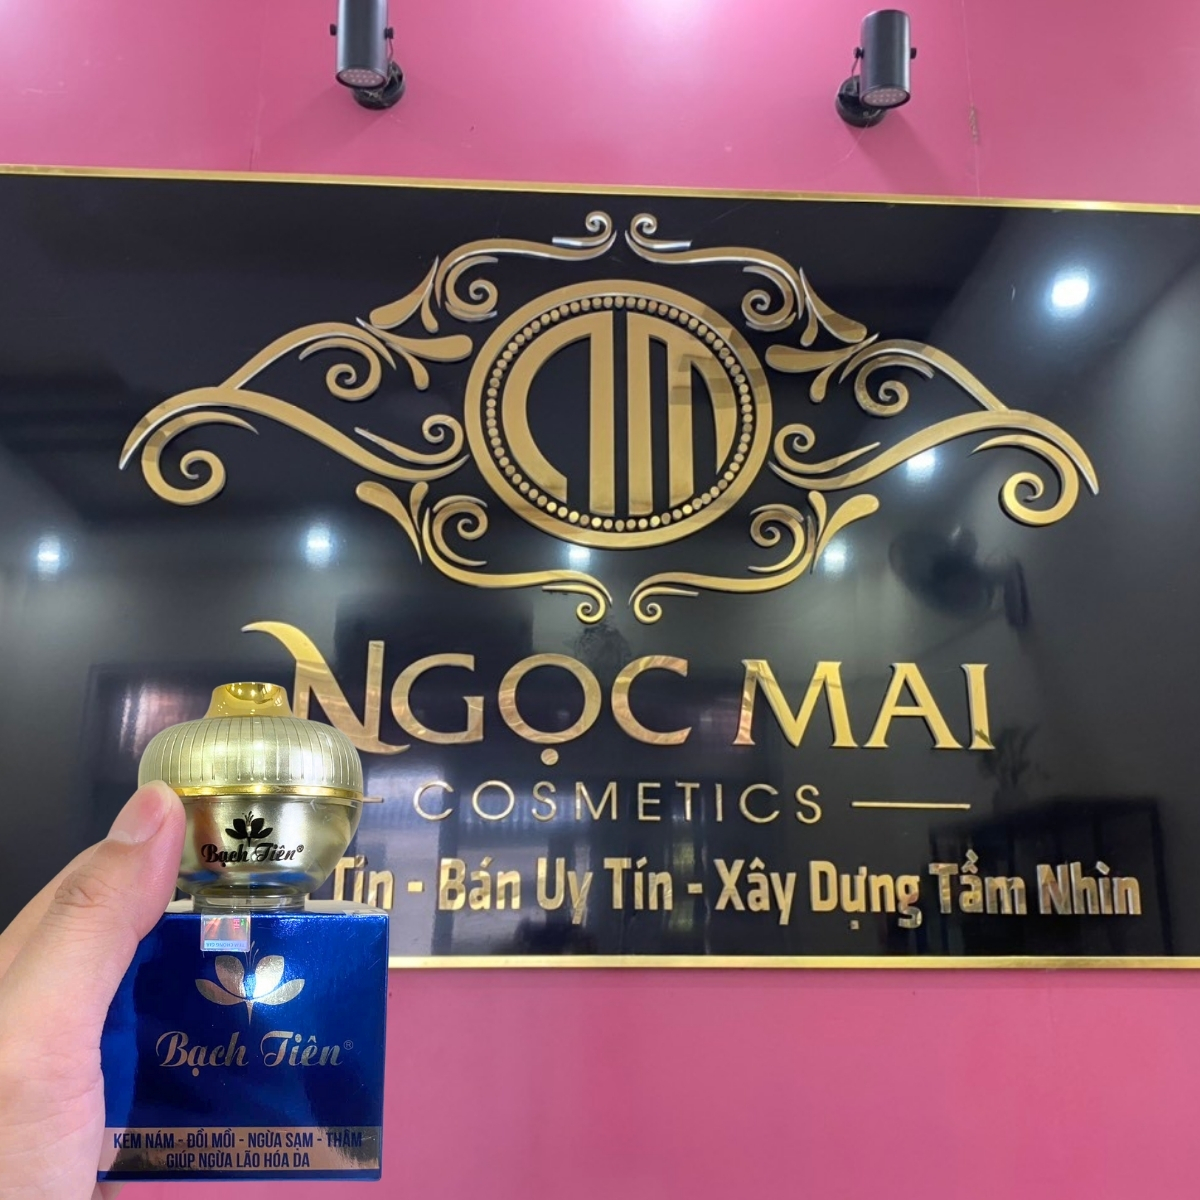 NM
NGỌC MAI
COSMETICS
Tín - Bán Uy Tín - Xây Dựng Tầm Nhìn
Bạch Tiên®
Bạch Tiên®
KEM NÁM - ĐỒI MỒI - NGỪA SẠM - THÂM
GIÚP NGỪA LÃO HÓA DA